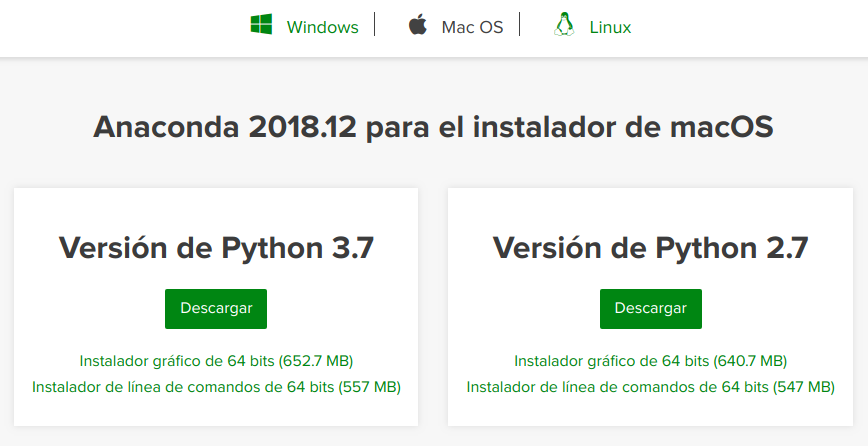 Windows
Mac OS
Linux
Anaconda 2018.12 para el instalador de macOS
Versión de Python 3.7
Descargar
Instalador gráfico de 64 bits (652.7 MB)
Instalador de línea de comandos de 64 bits (557 MB)
Versión de Python 2.7
Descargar
Instalador gráfico de 64 bits (640.7 MB)
Instalador de línea de comandos de 64 bits (547 MB)